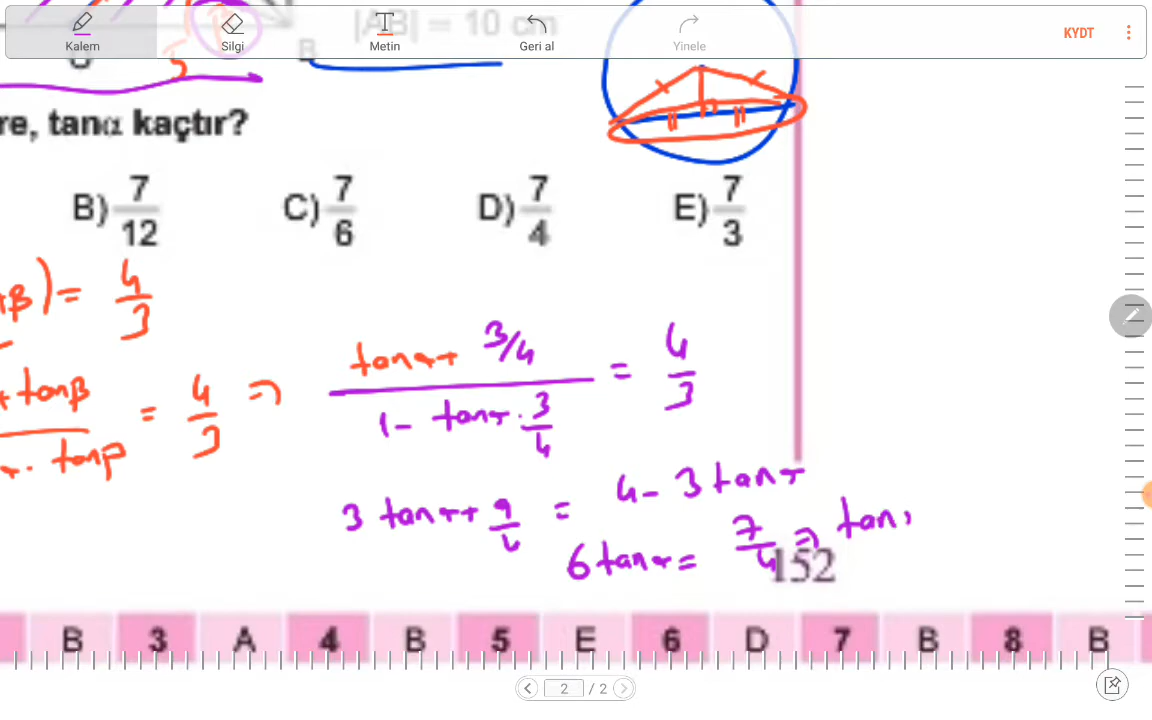 Kalem Silgi Metin Geri al Yinele KYDT
|AB| = 10 cm
B
5
re, tanα kaçtır?
B) 7/12 C) 7/6 D) 7/4 E) 7/3
β) = 4/3
+ tanβ / . tanβ = 4/3 ⇒ tanα + 3/4 / 1 - tanα . 3/4 = 4/3
3 tanα + 9/4 = 4 - 3 tanα
6 tanα = 7/4 ⇒ tan
152
B 3 A 4 B 5 E 6 D 7 B 8 B
2 / 2